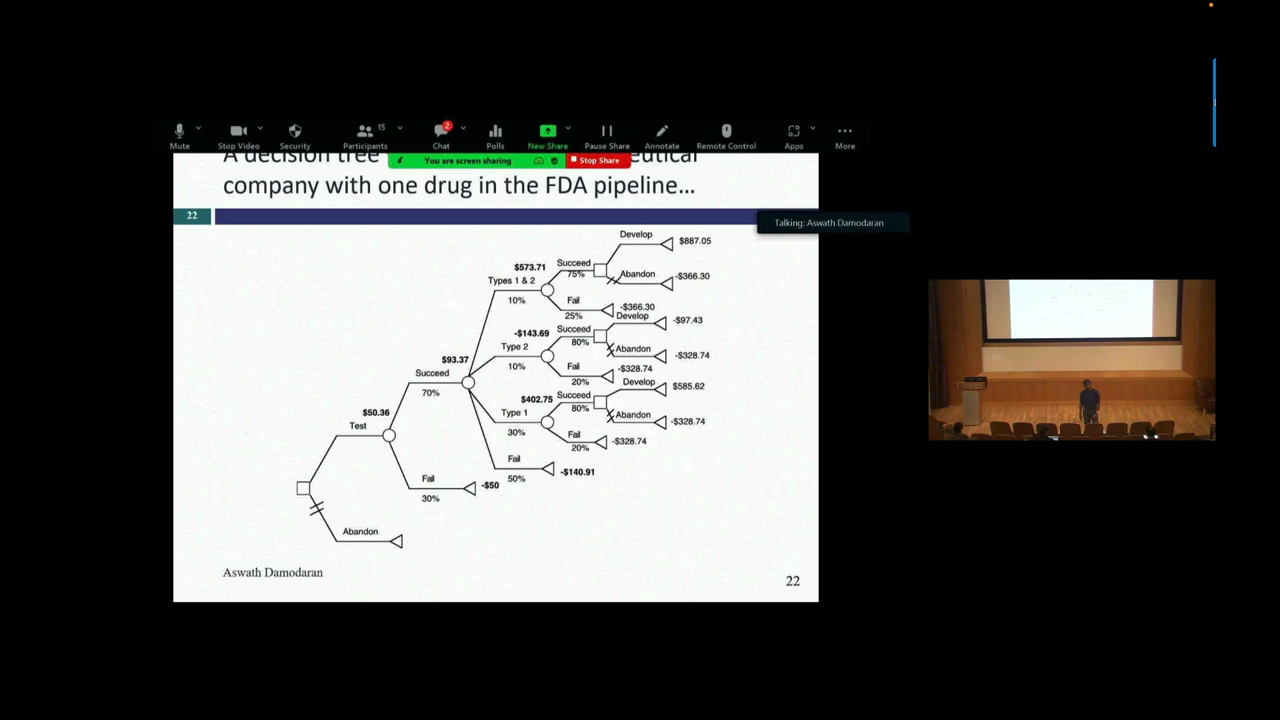 Mute
Stop Video
Security
Participants
15
Chat
2
Polls
New Share
Pause Share
Annotate
Remote Control
Apps
More
You are screen sharing
Stop Share
A decision tree
company with one drug in the FDA pipeline...
22
Talking: Aswath Damodaran
Develop
$887.05
Succeed
75%
$573.71
Types 1 & 2
10%
Abandon
-$366.30
Fail
25%
-$366.30
Develop
-$97.43
Succeed
80%
-$143.69
Type 2
10%
Abandon
-$328.74
Fail
20%
-$328.74
Develop
$585.62
Succeed
80%
$402.75
Type 1
30%
Abandon
-$328.74
Fail
20%
-$328.74
$93.37
Succeed
70%
Fail
50%
-$140.91
$50.36
Test
Fail
30%
-$50
Abandon
Aswath Damodaran
22